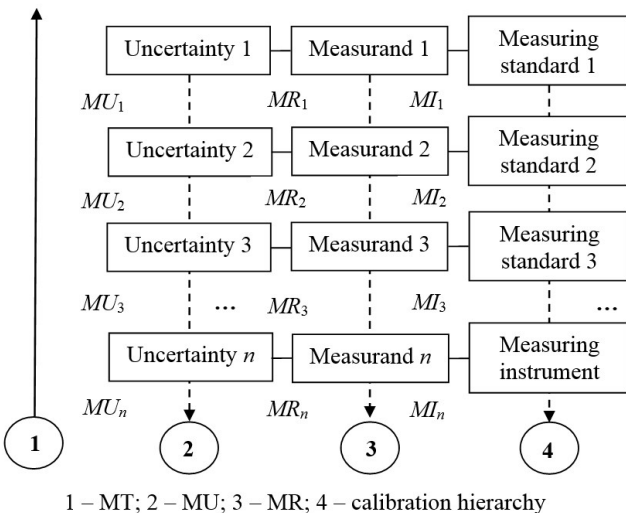 Uncertainty 1 Measurand 1 Measuring
standard 1
MU1 MR1 MI1
Uncertainty 2 Measurand 2 Measuring
standard 2
MU2 MR2 MI2
Uncertainty 3 Measurand 3 Measuring
standard 3
MU3 ... MR3 MI3 ...
Uncertainty n Measurand n Measuring
instrument
MUn MRn MIn
1 2 3 4
1 – MT; 2 – MU; 3 – MR; 4 – calibration hierarchy